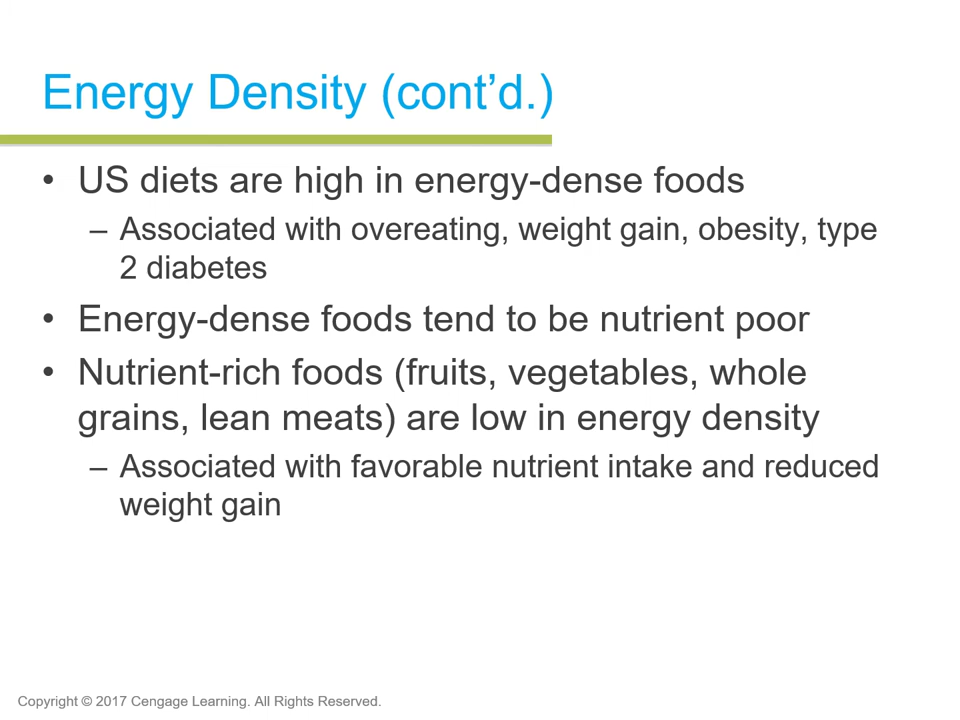 Energy Density (cont’d.)
• US diets are high in energy-dense foods
– Associated with overeating, weight gain, obesity, type
2 diabetes
• Energy-dense foods tend to be nutrient poor
• Nutrient-rich foods (fruits, vegetables, whole
grains, lean meats) are low in energy density
– Associated with favorable nutrient intake and reduced
weight gain
Copyright © 2017 Cengage Learning. All Rights Reserved.